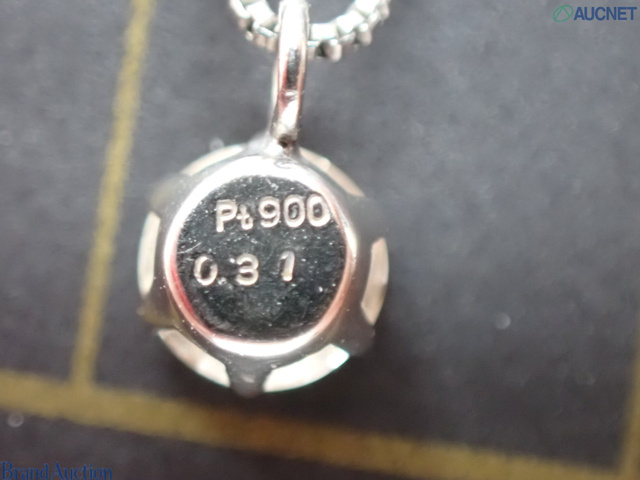 AUCNET
Pt900
0.31
Brand Auction